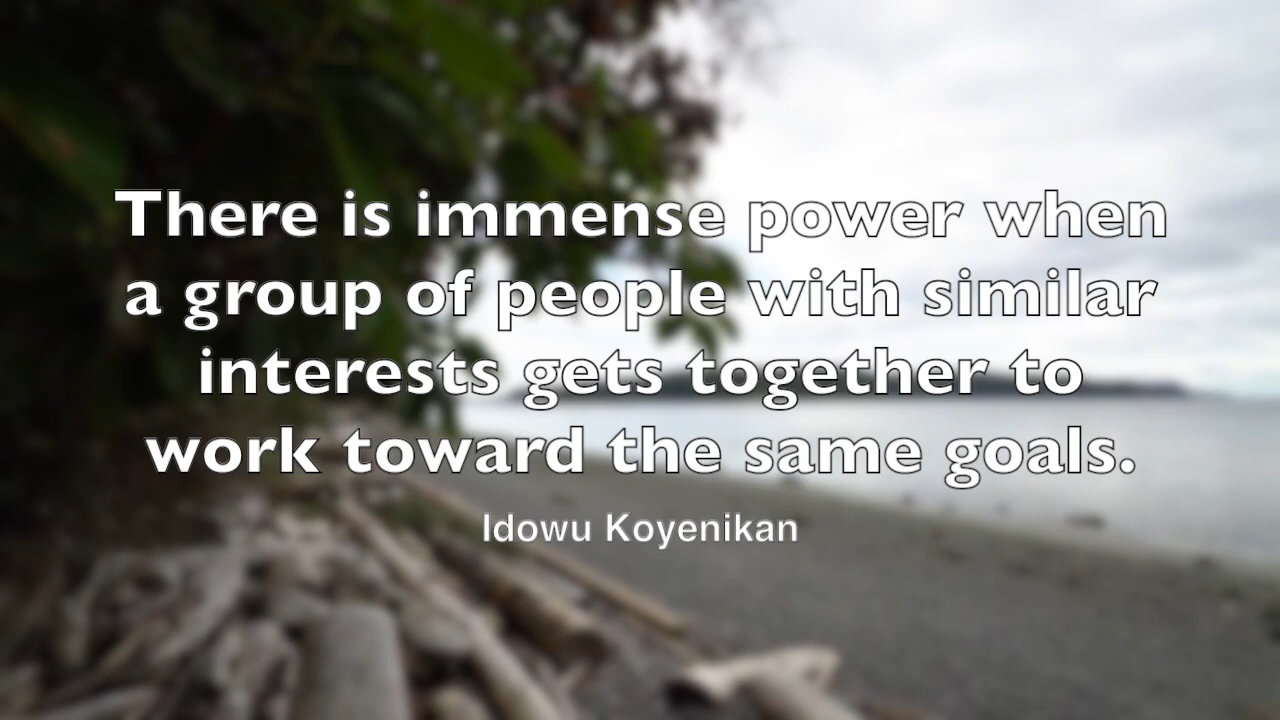 There is immense power when
a group of people with similar
interests gets together to
work toward the same goals.
Idowu Koyenikan